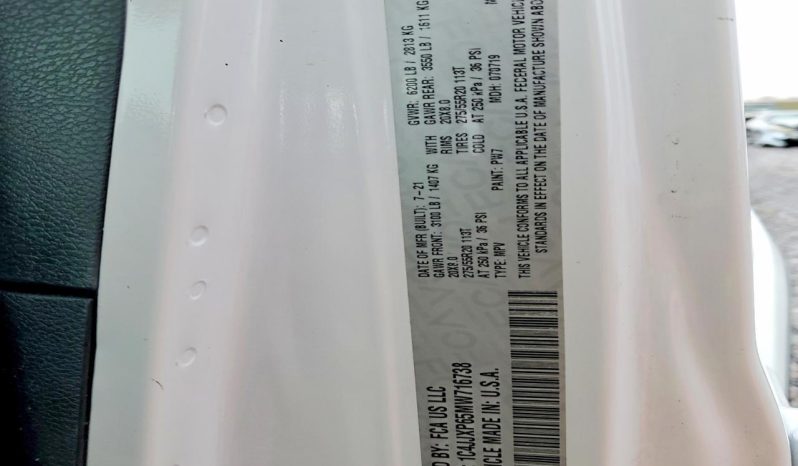 D BY: FCA US LLC
DATE OF MFR (BUILT): 7-21
GVWR: 6200 LB / 2813 KG
GAWR FRONT: 3100 LB / 1407 KG WITH
GAWR REAR: 3550 LB / 1611 KG
20X8.0 RIMS 20X8.0
275/55R20 113T TIRES 275/55R20 113T
AT 250 kPa / 36 PSI COLD AT 250 kPa / 36 PSI
TYPE: MPV PAINT: PW7 MDH: 070719
THIS VEHICLE CONFORMS TO ALL APPLICABLE U.S.A. FEDERAL MOTOR VEHIC
STANDARDS IN EFFECT ON THE DATE OF MANUFACTURE SHOWN ABO
1C4JJXP65MW716738
ICLE MADE IN: U.S.A.